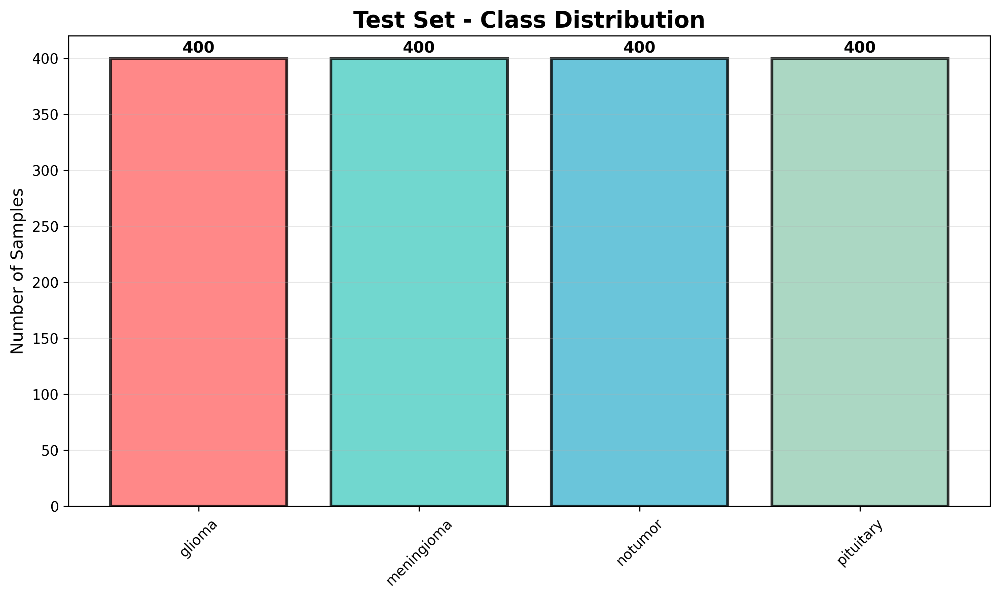 Test Set - Class Distribution
400 400 400 400
Number of Samples
400
350
300
250
200
150
100
50
0
glioma meningioma notumor pituitary